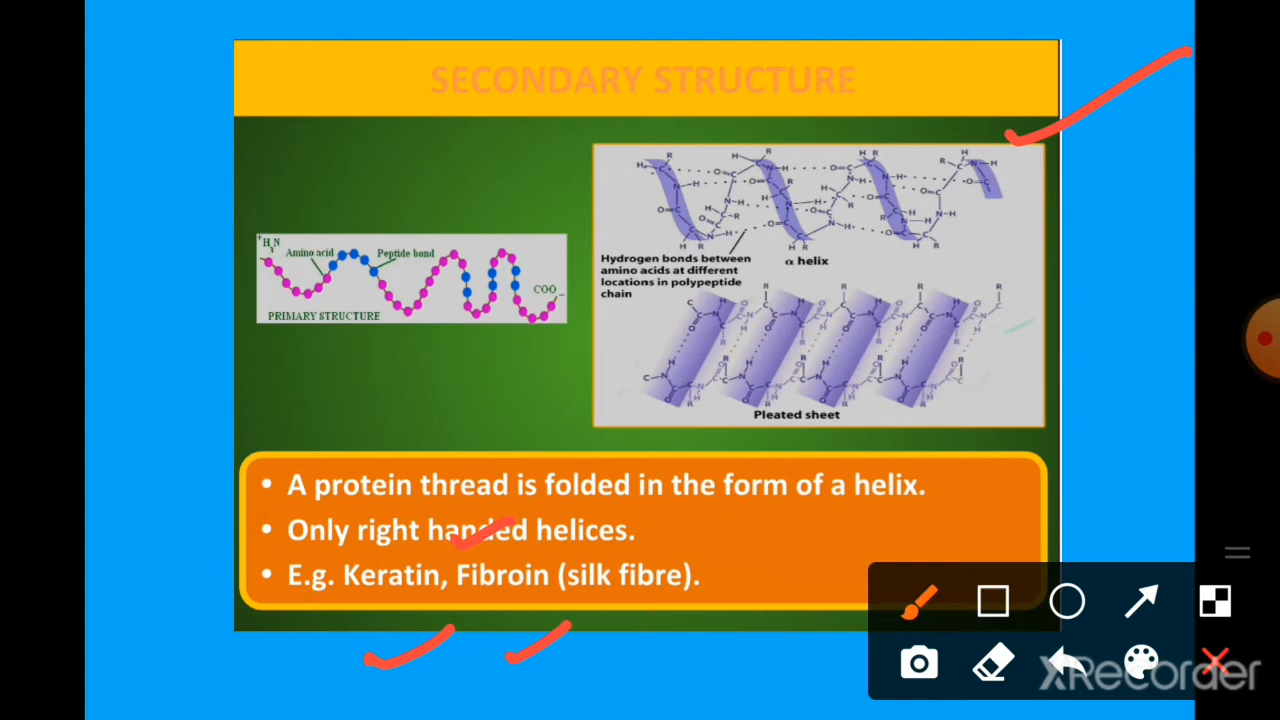 SECONDARY STRUCTURE
+H3N
Amino acid
Peptide bond
COO−
PRIMARY STRUCTURE
Hydrogen bonds between
amino acids at different
locations in polypeptide
chain
α helix
Pleated sheet
• A protein thread is folded in the form of a helix.
• Only right handed helices.
• E.g. Keratin, Fibroin (silk fibre).
XRecorder